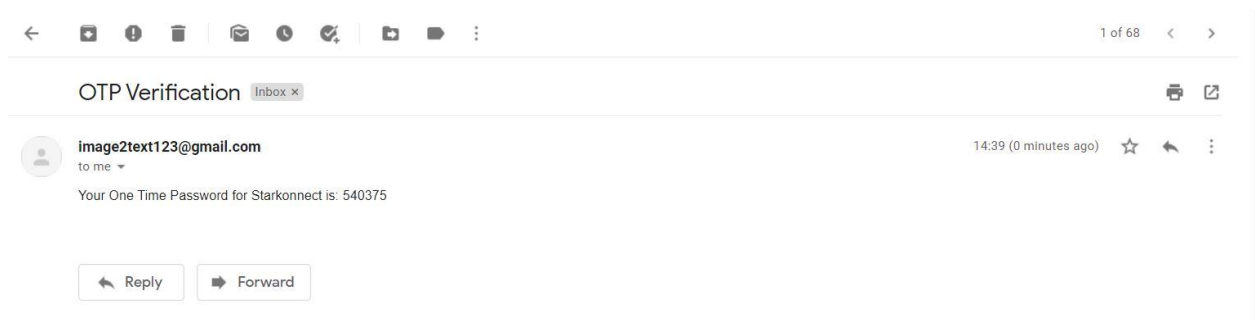 1 of 68
OTP Verification Inbox ×
image2text123@gmail.com 14:39 (0 minutes ago)
to me
Your One Time Password for Starkonnect is: 540375
Reply Forward